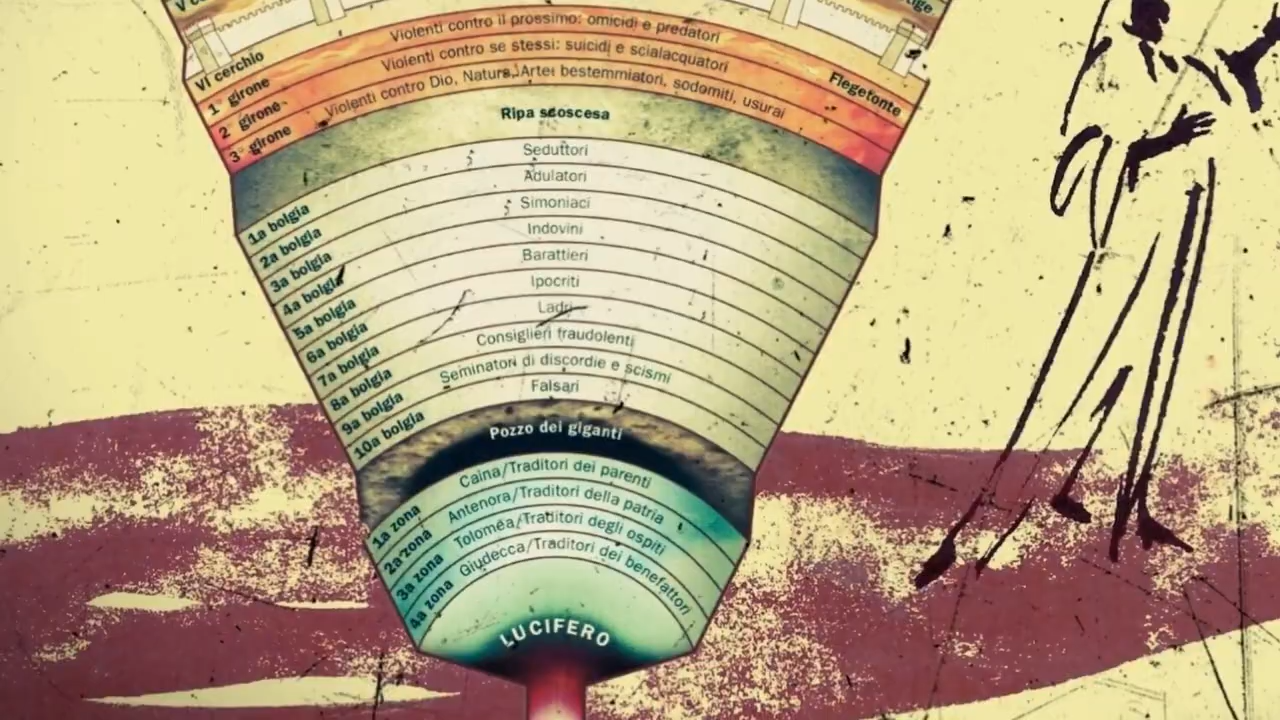 VI cerchio
1° girone Violenti contro il prossimo: omicidi e predatori
2° girone Violenti contro se stessi: suicidi e scialacquatori
3° girone Violenti contro Dio, Natura, Arte: bestemmiatori, sodomiti, usurai
Flegetonte
Ripa scoscesa
1a bolgia Seduttori
2a bolgia Adulatori
3a bolgia Simoniaci
4a bolgia Indovini
5a bolgia Barattieri
6a bolgia Ipocriti
7a bolgia Ladri
8a bolgia Consiglieri fraudolenti
9a bolgia Seminatori di discordie e scismi
10a bolgia Falsari
Pozzo dei giganti
1a zona Caina/Traditori dei parenti
2a zona Antenora/Traditori della patria
3a zona Toloméa/Traditori degli ospiti
4a zona Giudecca/Traditori dei benefattori
LUCIFERO